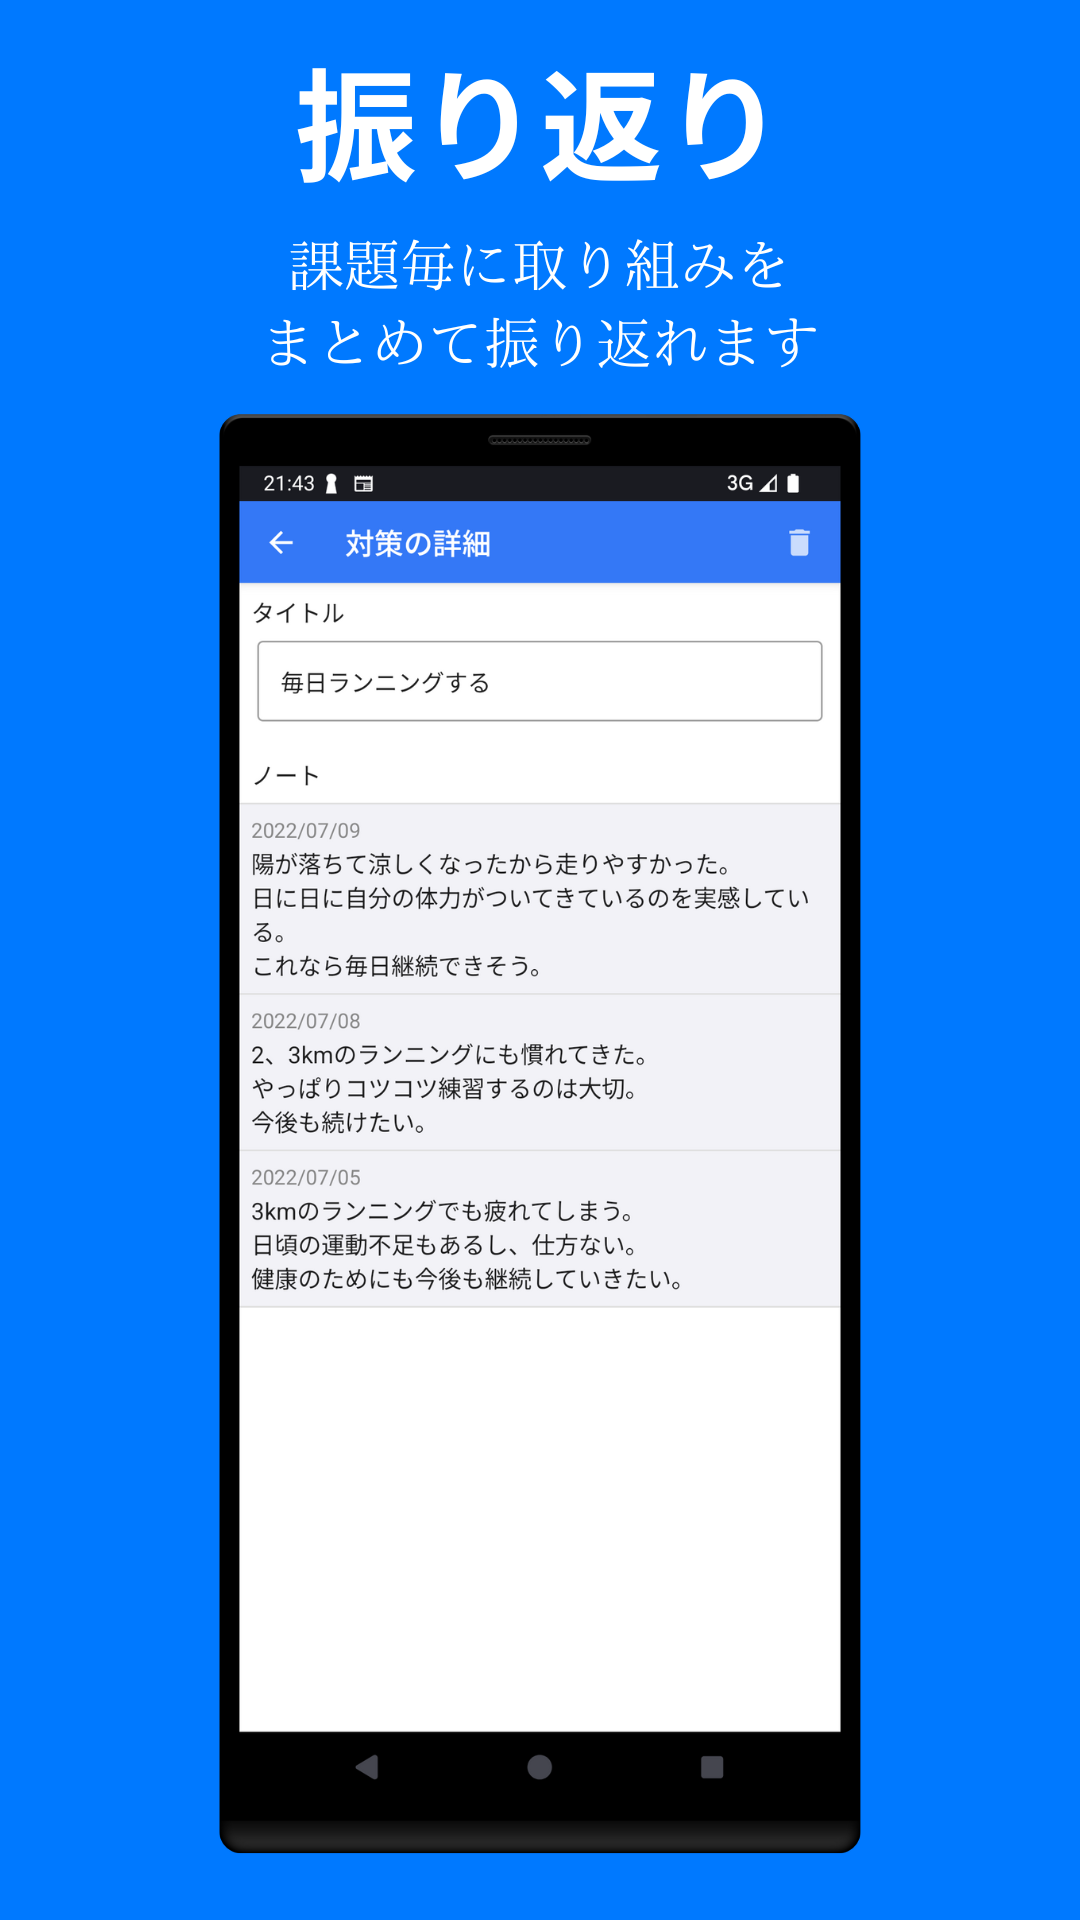 振り返り
課題毎に取り組みを
まとめて振り返れます
21:43
3G
対策の詳細
タイトル
毎日ランニングする
ノート
2022/07/09
陽が落ちて涼しくなったから走りやすかった。
日に日に自分の体力がついてきているのを実感してい
る。
これなら毎日継続できそう。
2022/07/08
2、3kmのランニングにも慣れてきた。
やっぱりコツコツ練習するのは大切。
今後も続けたい。
2022/07/05
3kmのランニングでも疲れてしまう。
日頃の運動不足もあるし、仕方ない。
健康のためにも今後も継続していきたい。